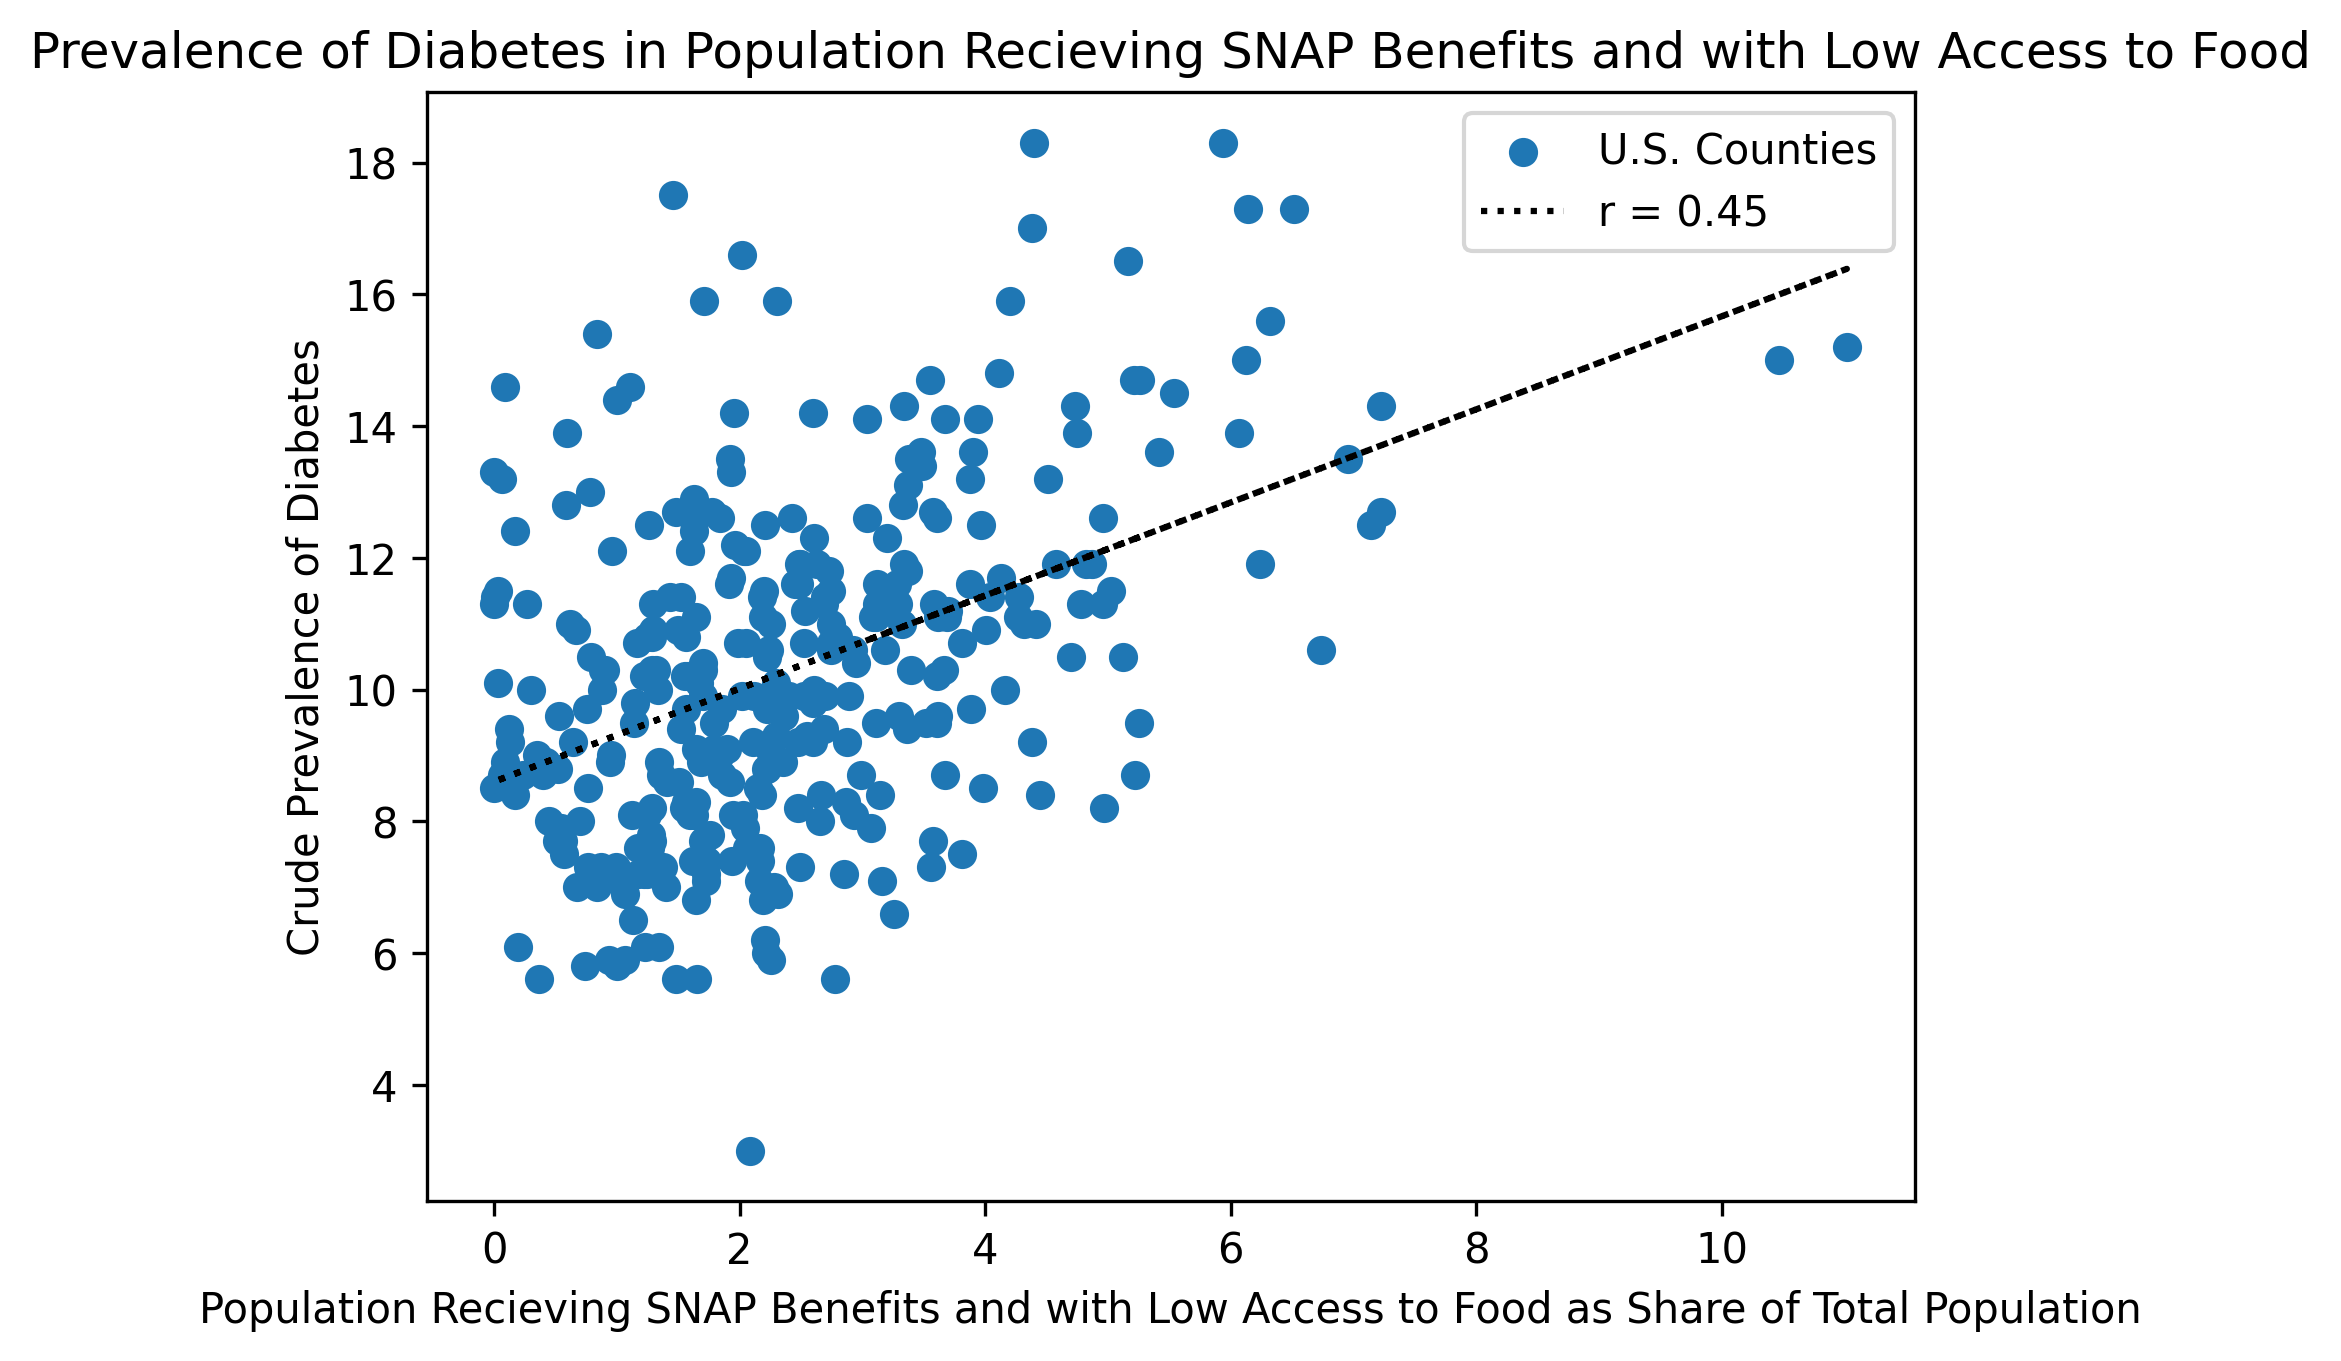 Prevalence of Diabetes in Population Recieving SNAP Benefits and with Low Access to Food
U.S. Counties
r = 0.45
18
16
14
12
10
8
6
4
Crude Prevalence of Diabetes
0 2 4 6 8 10
Population Recieving SNAP Benefits and with Low Access to Food as Share of Total Population